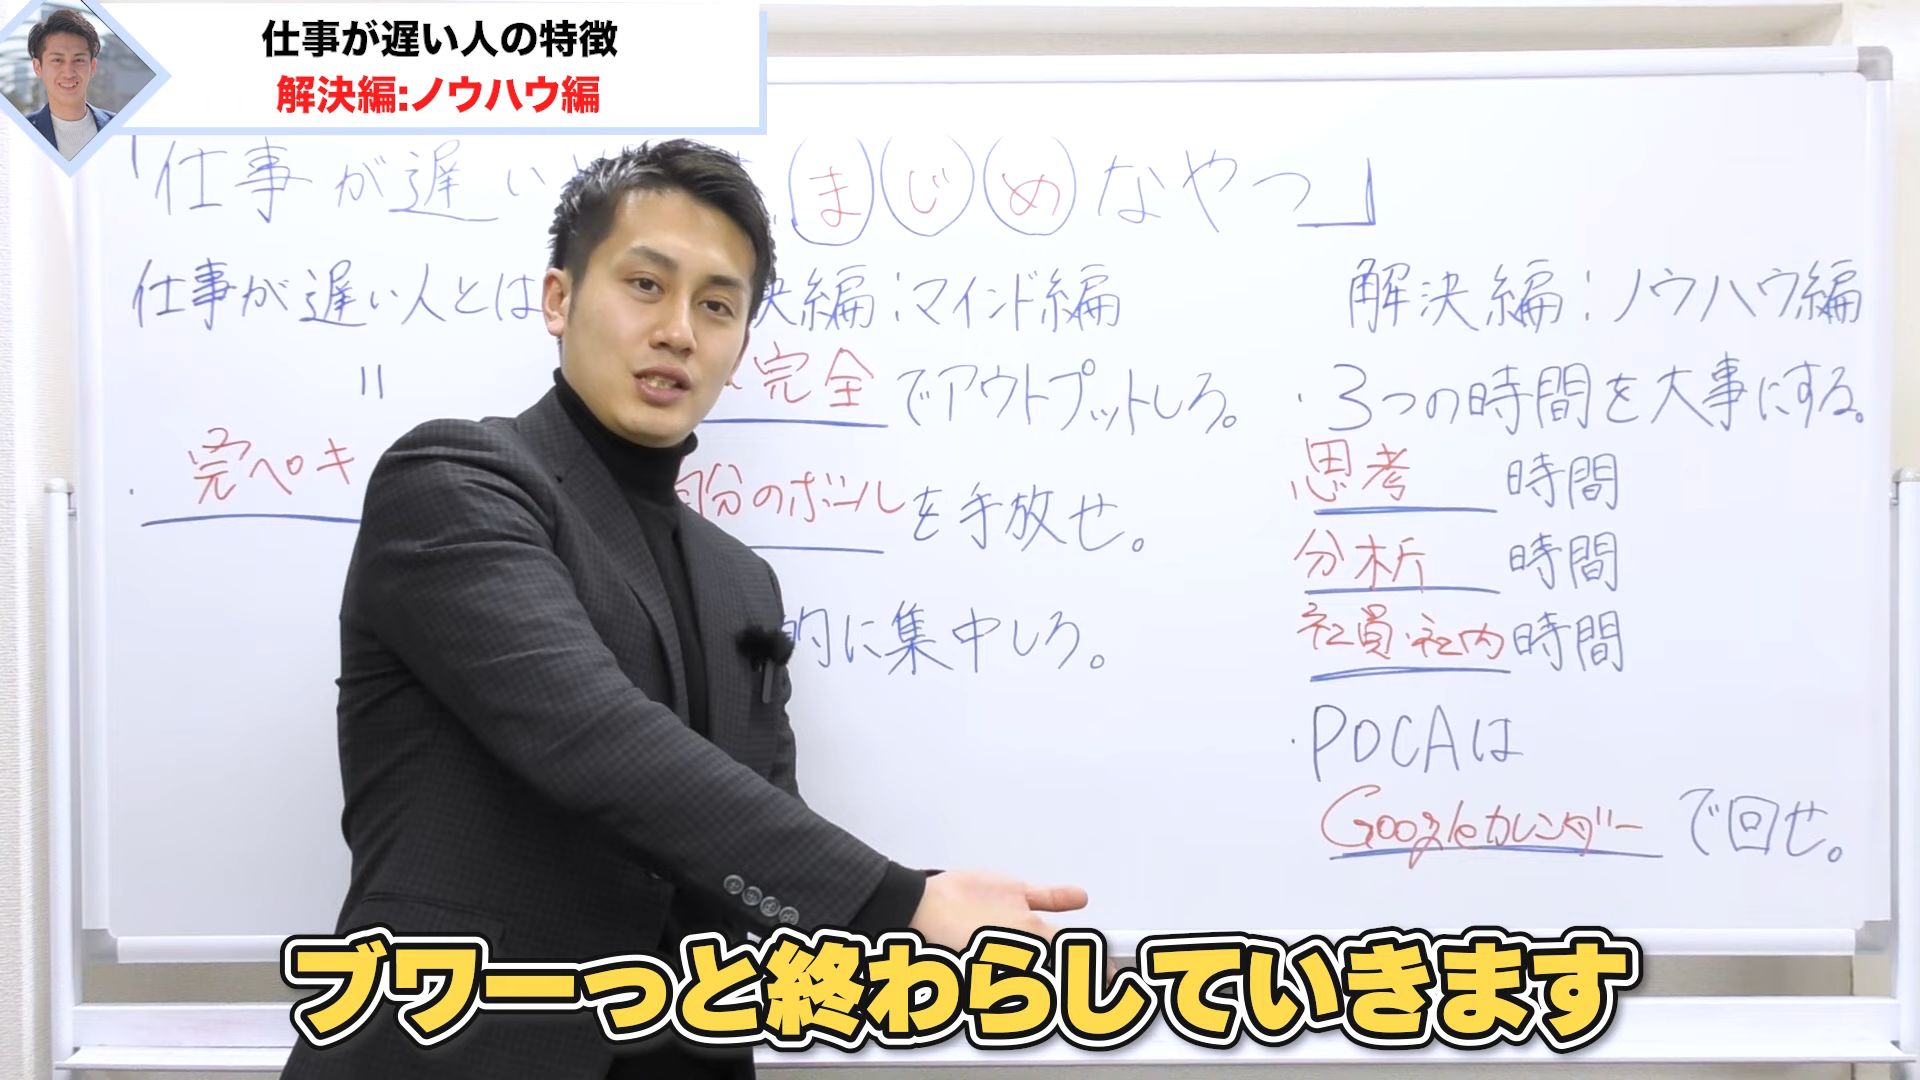 仕事が遅い人の特徴
解決編:ノウハウ編
「仕事が遅い まじめなやつ」
仕事が遅い人とは
=
・完ペキ
決編:マインド編
完全でアウトプットしろ。
自分のボールを手放せ。
的に集中しろ。
解決編:ノウハウ編
・3つの時間を大事にする。
思考 時間
分析 時間
社員・社内時間
・PDCAは
Googleカレンダーで回せ。
ブワーっと終わらしていきます